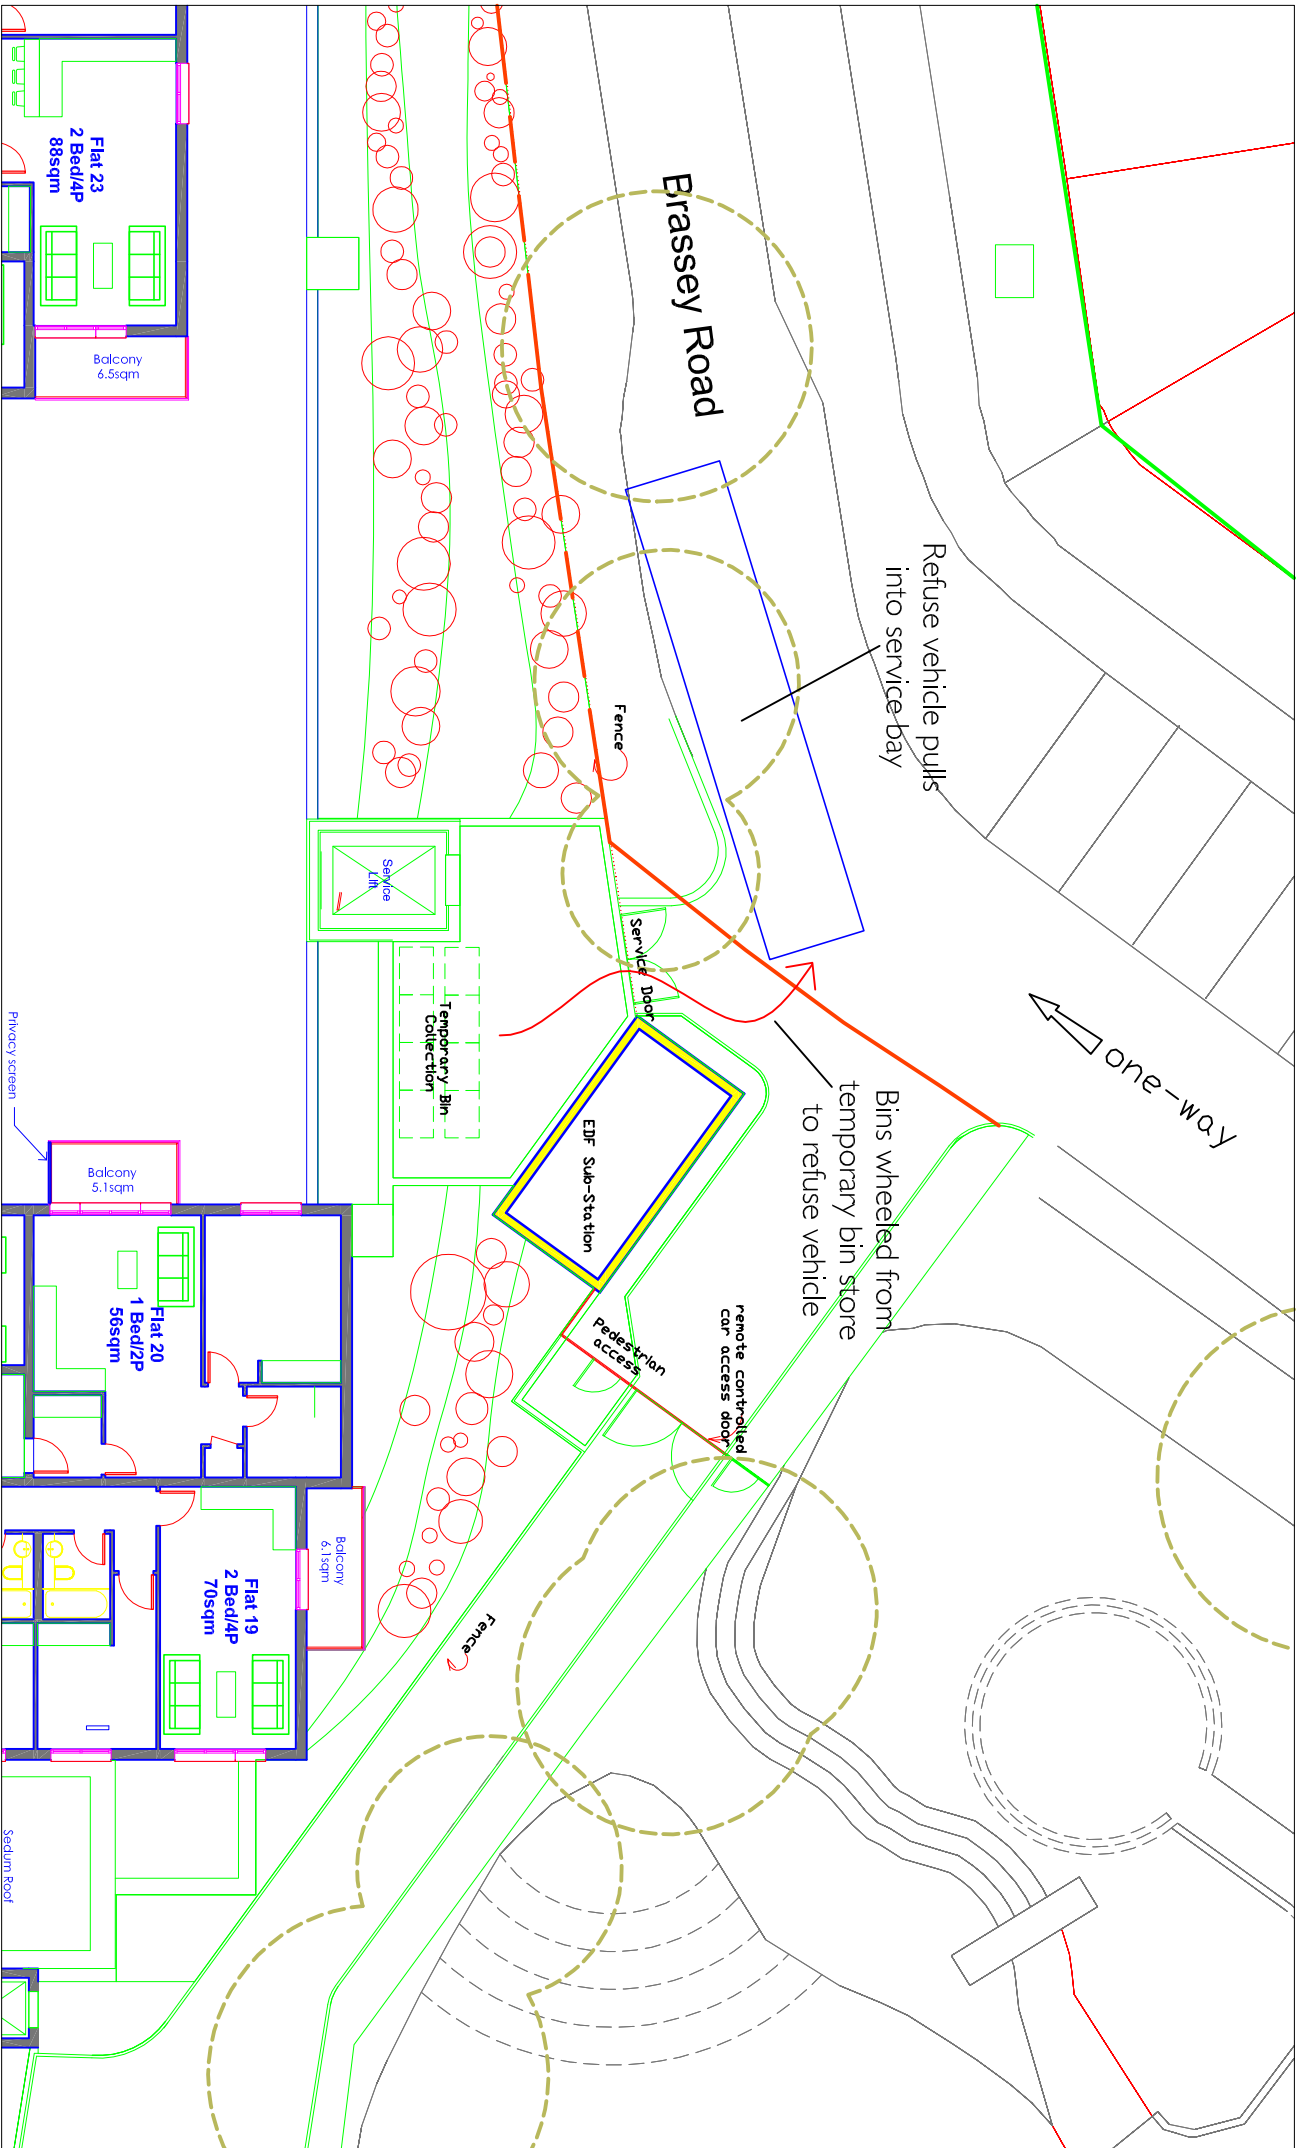 Flat 23
2 Bed/4P
88sqm
Balcony
6.5sqm
Brassey Road
Refuse vehicle pulls
into service bay
Fence
Service
Lift
Service Door
Temporary Bin
Collection
one-way
Bins wheeled from
temporary bin store
to refuse vehicle
EDF Sub-Station
Privacy screen
Balcony
5.1sqm
Pedestrian
access
remote controlled
car access door
Flat 20
1 Bed/2P
56sqm
Balcony
6.1sqm
Flat 19
2 Bed/4P
70sqm
Fence
Sedum Roof